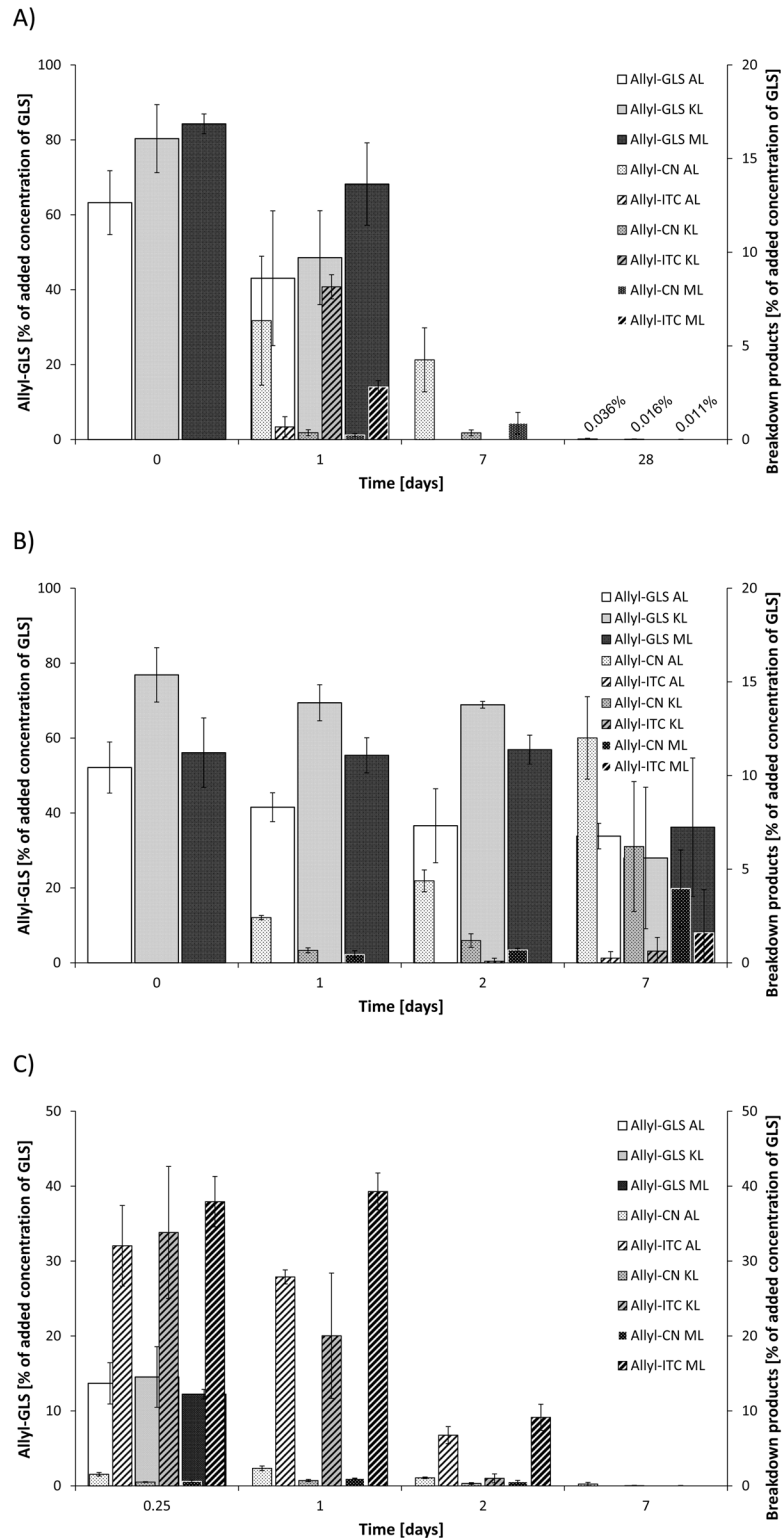 A)
Allyl-GLS [% of added concentration of GLS]
100
80
60
40
20
0
20
15
10
5
0
Breakdown products [% of added concentration of GLS]
Allyl-GLS AL
Allyl-GLS KL
Allyl-GLS ML
Allyl-CN AL
Allyl-ITC AL
Allyl-CN KL
Allyl-ITC KL
Allyl-CN ML
Allyl-ITC ML
0.036%
0.016%
0.011%
0 1 7 28
Time [days]
B)
Allyl-GLS [% of added concentration of GLS]
100
80
60
40
20
0
20
15
10
5
0
Breakdown products [% of added concentration of GLS]
Allyl-GLS AL
Allyl-GLS KL
Allyl-GLS ML
Allyl-CN AL
Allyl-ITC AL
Allyl-CN KL
Allyl-ITC KL
Allyl-CN ML
Allyl-ITC ML
0 1 2 7
Time [days]
C)
Allyl-GLS [% of added concentration of GLS]
50
40
30
20
10
0
50
40
30
20
10
0
Breakdown products [% of added concentration of GLS]
Allyl-GLS AL
Allyl-GLS KL
Allyl-GLS ML
Allyl-CN AL
Allyl-ITC AL
Allyl-CN KL
Allyl-ITC KL
Allyl-CN ML
Allyl-ITC ML
0.25 1 2 7
Time [days]